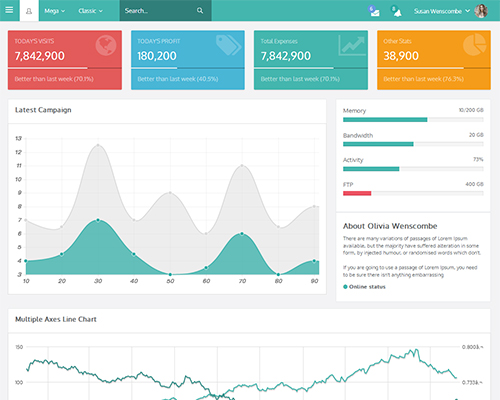 Mega
Classic
Search...
Susan Wenscombe
TODAY'S VISITS
7,842,900
Better than last week (70.1%)
TODAY'S PROFIT
180,200
Better than last week (40.5%)
Total Expenses
7,842,900
Better than last week (70.1%)
Other Stats
38,900
Better than last week (76.3%)
Latest Campaign
13
12
11
10
9
8
7
6
5
4
3
10
20
30
40
50
60
70
80
90
Memory
10/200 GB
Bandwidth
20 GB
Activity
73%
FTP
400 GB
About Olivia Wenscombe
There are many variations of passages of Lorem Ipsum
available, but the majority have suffered alteration in some
form, by injected humour, or randomised words which don't.
If you are going to use a passage of Lorem Ipsum, you need
to be sure there isn't anything embarrassing
Online status
Multiple Axes Line Chart
150
100